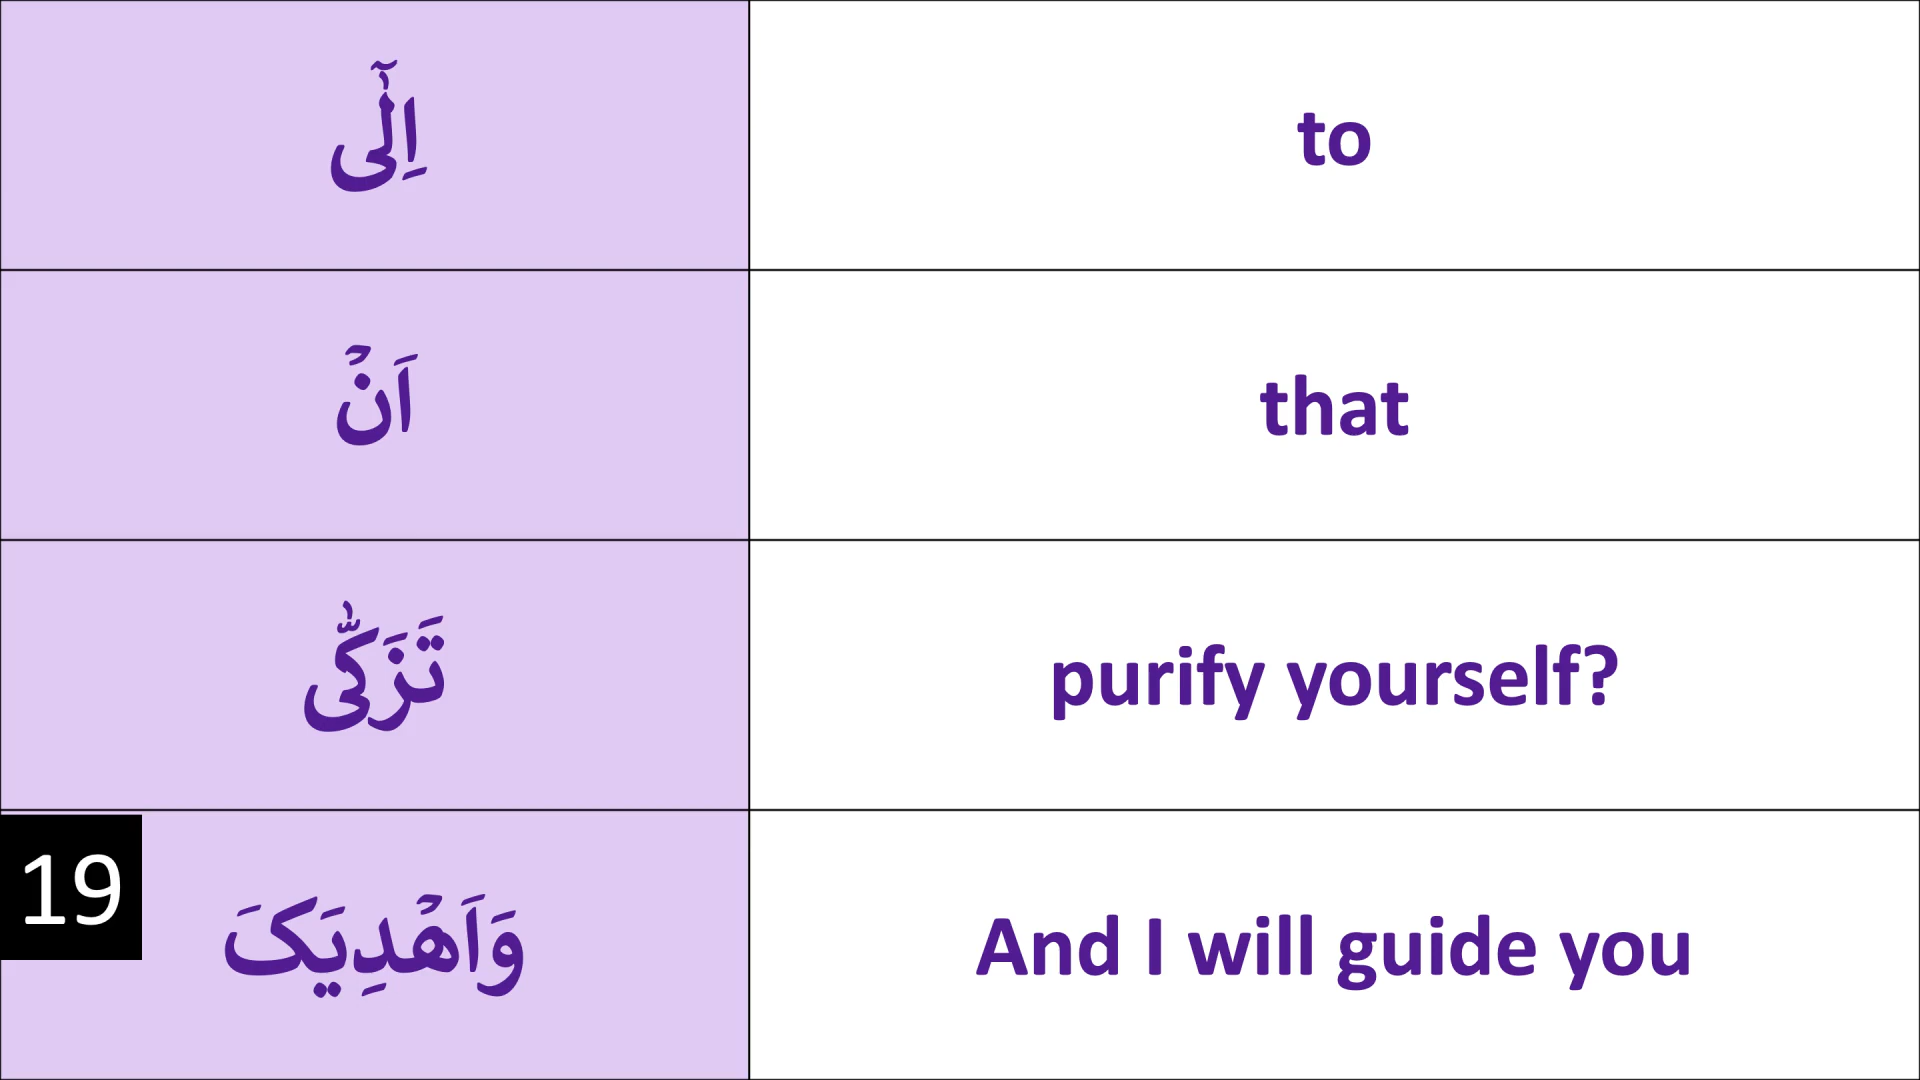 اِلٰۤی
to
اَنۡ
that
تَزَکّٰی
purify yourself?
19
وَاَهۡدِیَکَ
And I will guide you